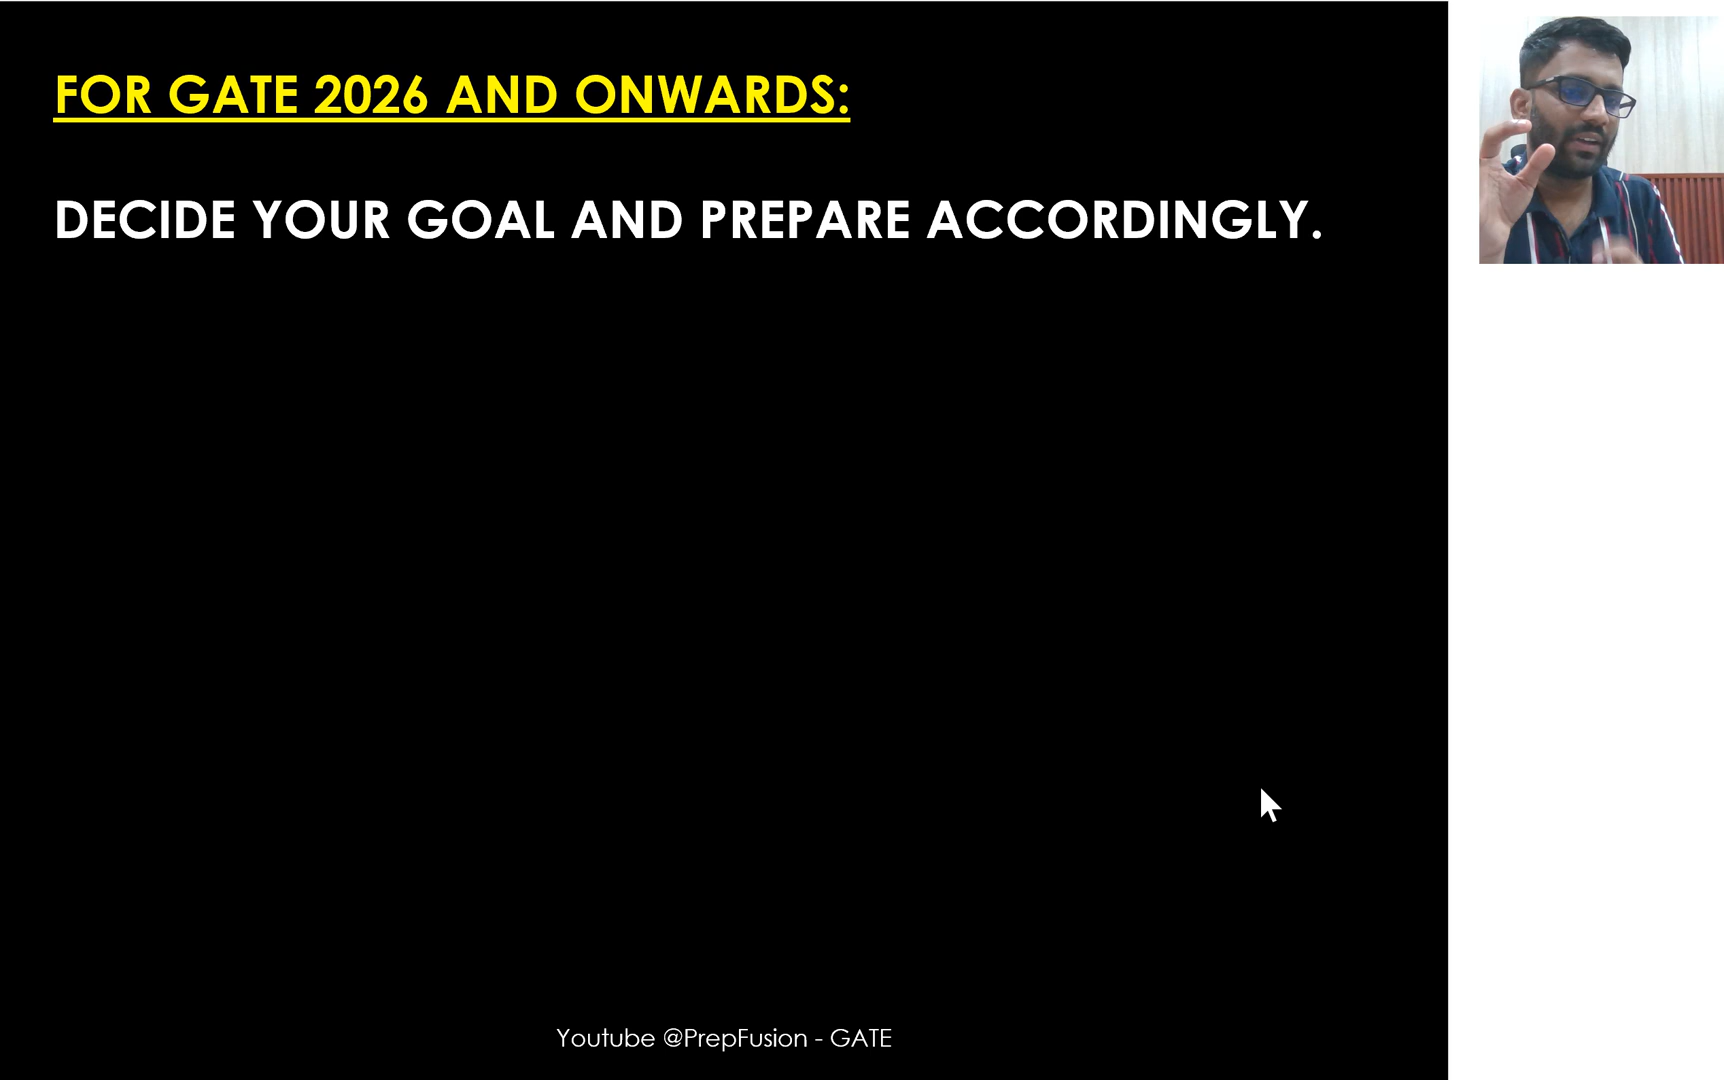 FOR GATE 2026 AND ONWARDS:
DECIDE YOUR GOAL AND PREPARE ACCORDINGLY.
Youtube @PrepFusion - GATE